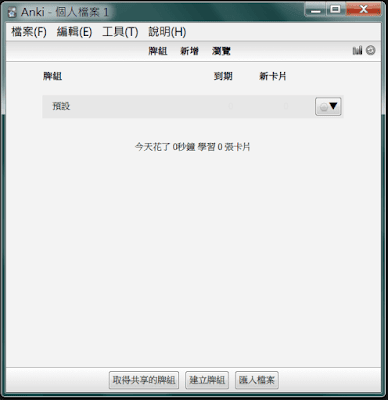 Anki - 個人檔案 1
檔案(F) 編輯(E) 工具(T) 說明(H)
牌組 新增 瀏覽
牌組 到期 新卡片
預設
今天花了 0秒鐘 學習 0 張卡片
取得共享的牌組 建立牌組 匯入檔案